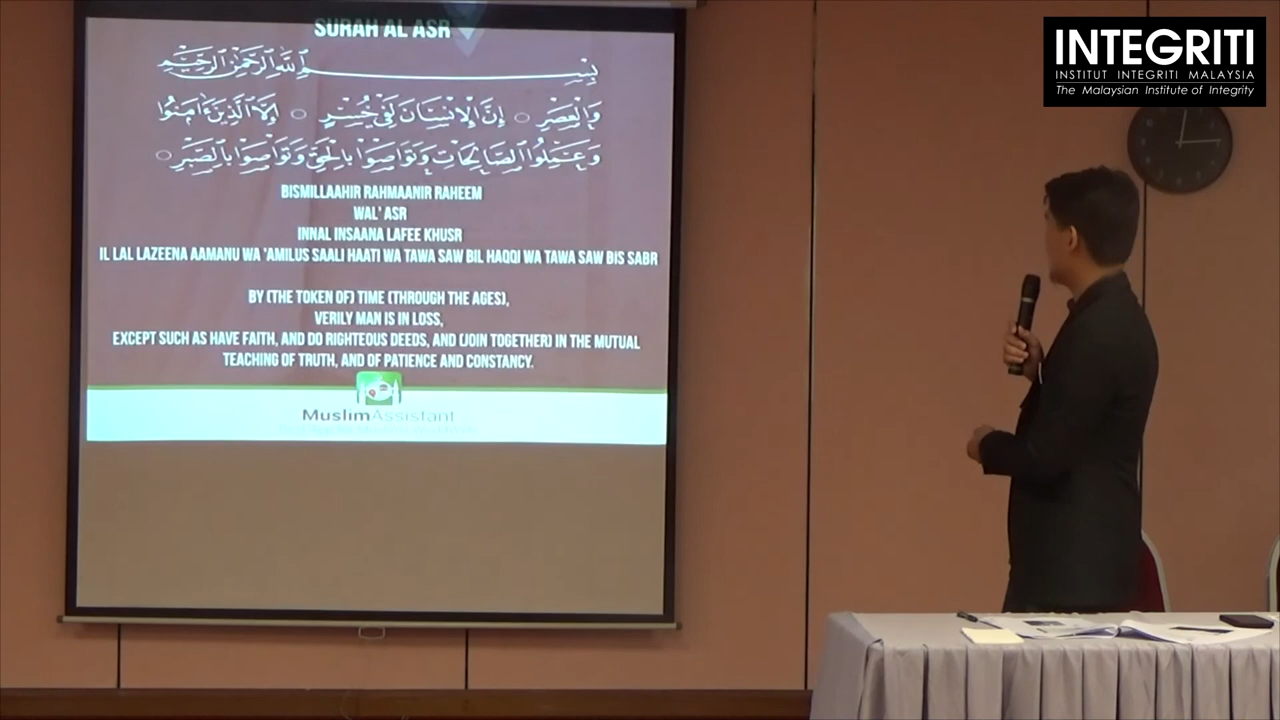 SURAH AL ASR
بِسْمِ اللَّهِ الرَّحْمَٰنِ الرَّحِيمِ
وَالْعَصْرِ ○ إِنَّ الْإِنْسَانَ لَفِي خُسْرٍ ○ إِلَّا الَّذِينَ ءَامَنُوا
وَعَمِلُوا الصَّالِحَاتِ وَتَوَاصَوْا بِالْحَقِّ وَتَوَاصَوْا بِالصَّبْرِ ○
BISMILLAAHIR RAHMAANIR RAHEEM
WAL' ASR
INNAL INSAANA LAFEE KHUSR
IL LAL LAZEENA AAMANU WA 'AMILUS SAALI HAATI WA TAWA SAW BIL HAQQI WA TAWA SAW BIS SABR
BY (THE TOKEN OF) TIME (THROUGH THE AGES),
VERILY MAN IS IN LOSS,
EXCEPT SUCH AS HAVE FAITH, AND DO RIGHTEOUS DEEDS, AND (JOIN TOGETHER) IN THE MUTUAL
TEACHING OF TRUTH, AND OF PATIENCE AND CONSTANCY.
MuslimAssistant
INTEGRITI
INSTITUT INTEGRITI MALAYSIA
The Malaysian Institute of Integrity